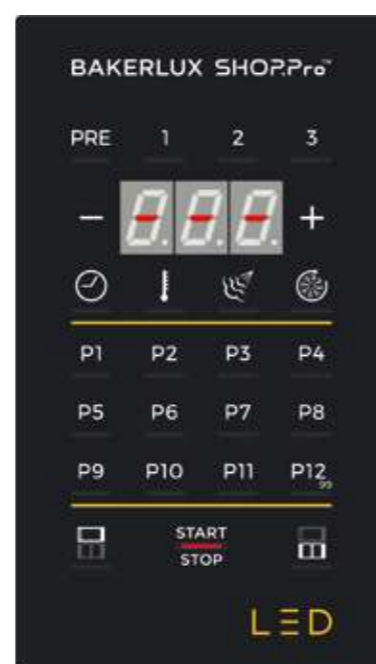 BAKERLUX SHOP.Pro™
PRE 1 2 3
- --- +
P1 P2 P3 P4
P5 P6 P7 P8
P9 P10 P11 P12
99
START
STOP
LED